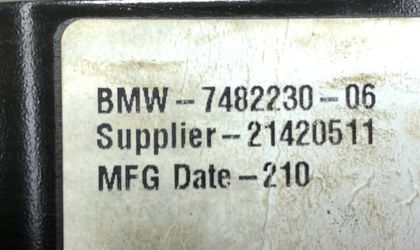 BMW-7482230-06
Supplier-21420511
MFG Date-210